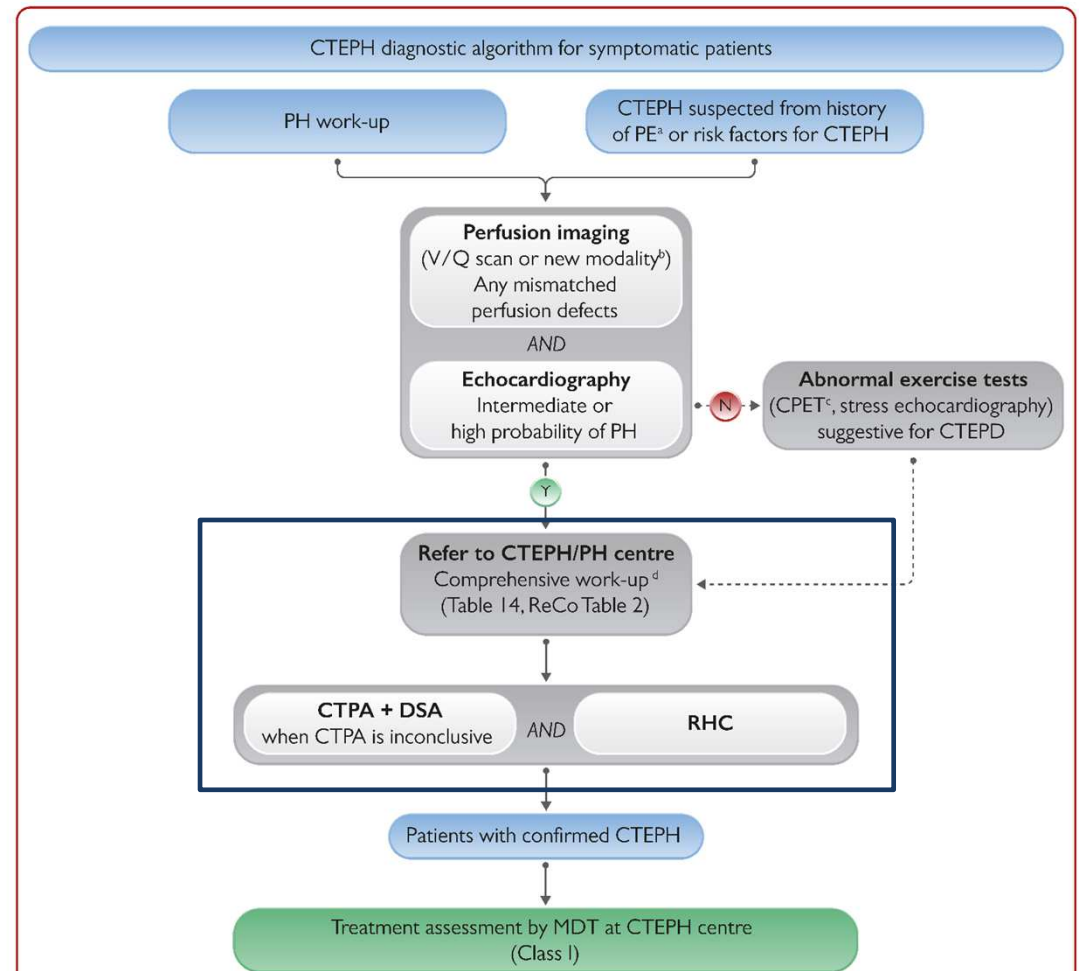 CTEPH diagnostic algorithm for symptomatic patients
PH work-up
CTEPH suspected from history
of PEᵃ or risk factors for CTEPH
Perfusion imaging
(V/Q scan or new modalityᵇ)
Any mismatched
perfusion defects
AND
Echocardiography
Intermediate or
high probability of PH
N
Abnormal exercise tests
(CPETᶜ, stress echocardiography)
suggestive for CTEPD
Y
Refer to CTEPH/PH centre
Comprehensive work-up ᵈ
(Table 14, ReCo Table 2)
CTPA + DSA
when CTPA is inconclusive
AND
RHC
Patients with confirmed CTEPH
Treatment assessment by MDT at CTEPH centre
(Class I)